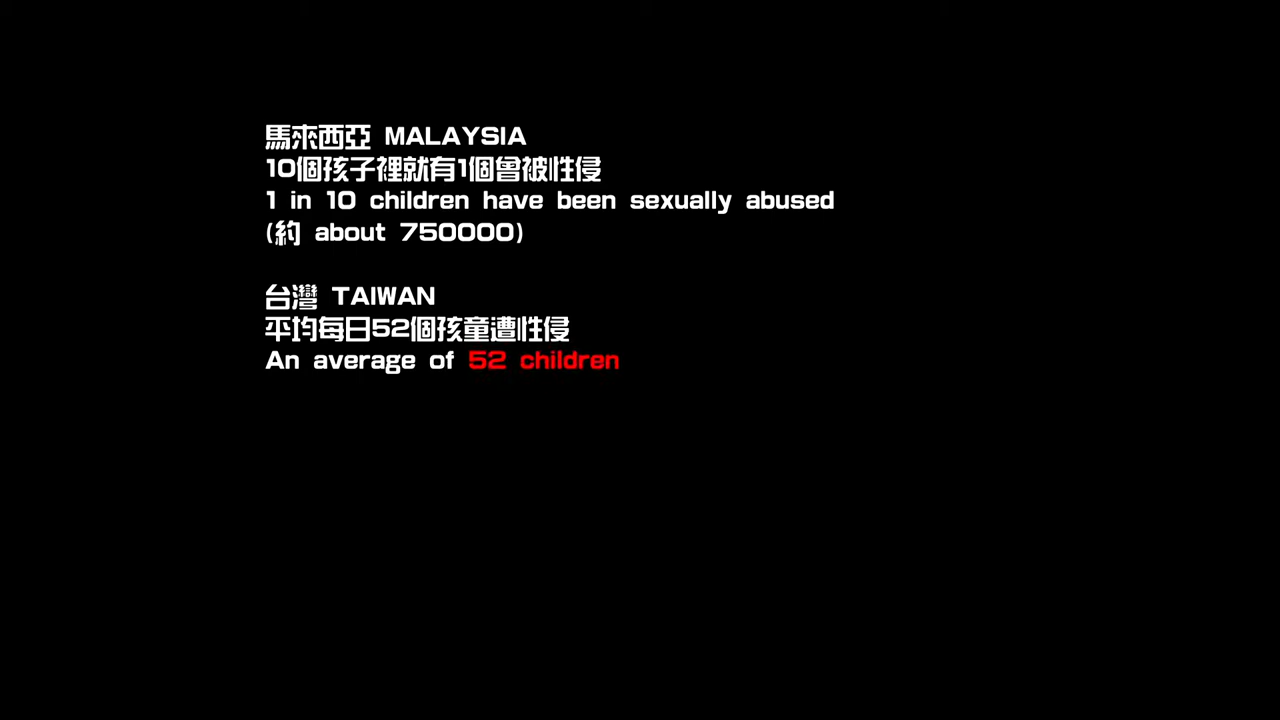 馬來西亞 MALAYSIA
10個孩子裡就有1個曾被性侵
1 in 10 children have been sexually abused
(約 about 750000)
台灣 TAIWAN
平均每日52個孩童遭性侵
An average of 52 children